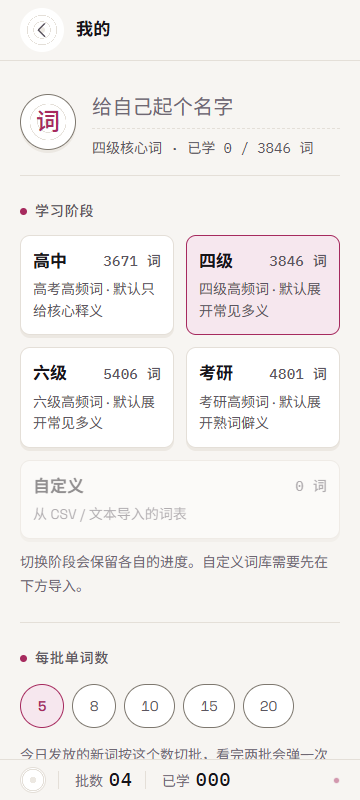 我的
词
给自己起个名字
四级核心词 · 已学 0 / 3846 词
学习阶段
高中 3671 词
高考高频词 · 默认只
给核心释义
四级 3846 词
四级高频词 · 默认展
开常见多义
六级 5406 词
六级高频词 · 默认展
开常见多义
考研 4801 词
考研高频词 · 默认展
开熟词僻义
自定义 0 词
从 CSV / 文本导入的词表
切换阶段会保留各自的进度。自定义词库需要先在
下方导入。
每批单词数
5 8 10 15 20
今日发放的新词按这个数切批，看完两批会弹一次
批数 04 已学 000